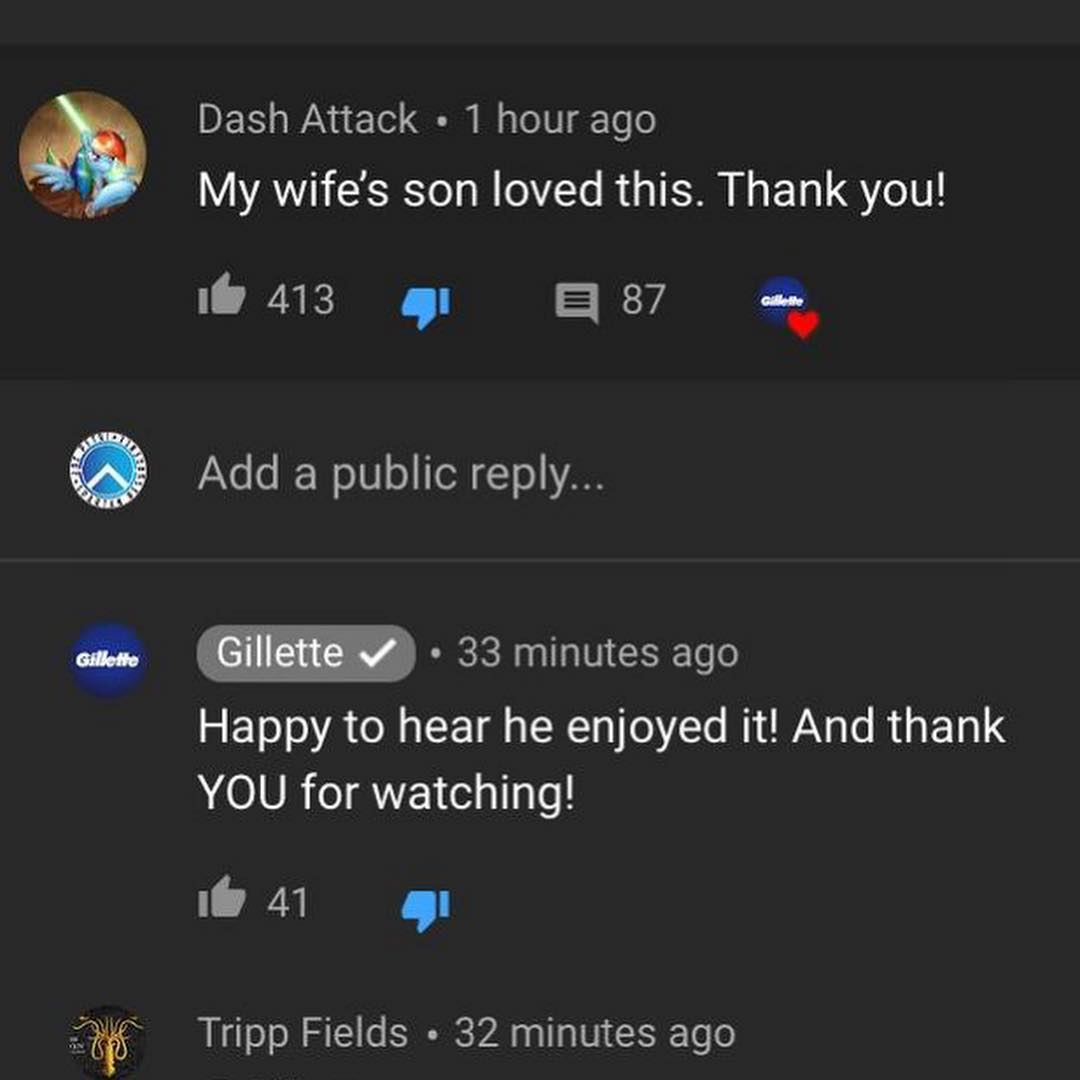 Dash Attack • 1 hour ago
My wife’s son loved this. Thank you!
413 87 Gillette
Add a public reply...
Gillette
Gillette • 33 minutes ago
Happy to hear he enjoyed it! And thank
YOU for watching!
41
Tripp Fields • 32 minutes ago